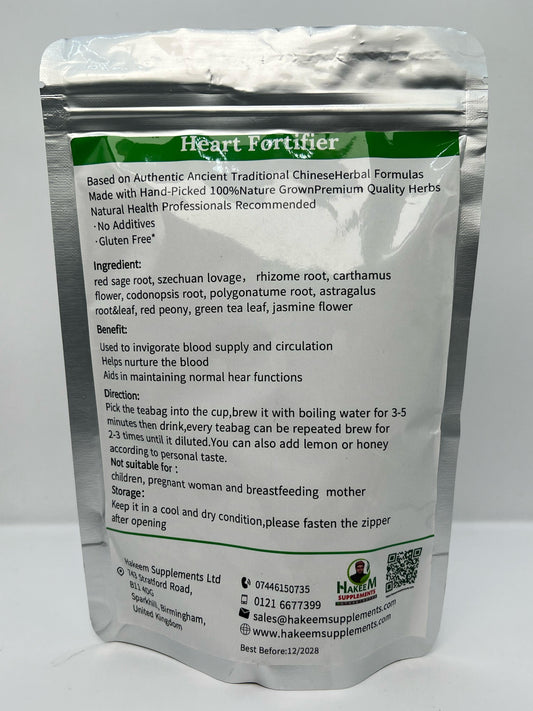 Heart Fortifier
Based on Authentic Ancient Traditional ChineseHerbal Formulas
Made with Hand-Picked 100%Nature GrownPremium Quality Herbs
Natural Health Professionals Recommended
·No Additives
·Gluten Free*
Ingredient:
red sage root, szechuan lovage, rhizome root, carthamus
flower, codonopsis root, polygonatume root, astragalus
root&leaf, red peony, green tea leaf, jasmine flower
Benefit:
Used to invigorate blood supply and circulation
Helps nurture the blood
Aids in maintaining normal hear functions
Direction:
Pick the teabag into the cup,brew it with boiling water for 3-5
minutes then drink,every teabag can be repeated brew for
2-3 times until it diluted.You can also add lemon or honey
according to personal taste.
Not suitable for :
children, pregnant woman and breastfeeding mother
Storage:
Keep it in a cool and dry condition,please fasten the zipper
after opening
Hakeem Supplements Ltd
743 Stratford Road,
B11 4DG
Sparkhill, Birmingham,
United Kingdom
07446150735
0121 6677399
sales@hakeemsupplements.com
www.hakeemsupplements.com
HAKEEM
SUPPLEMENTS
Best Before:12/2028